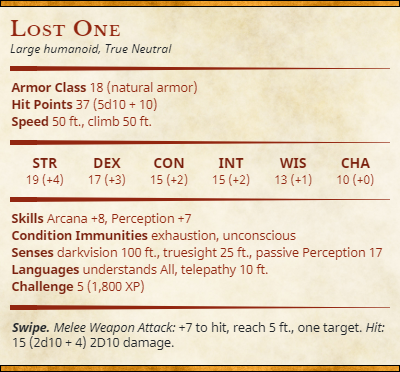 Lost One
Large humanoid, True Neutral
Armor Class 18 (natural armor)
Hit Points 37 (5d10 + 10)
Speed 50 ft., climb 50 ft.
STR DEX CON INT WIS CHA
19 (+4) 17 (+3) 15 (+2) 15 (+2) 13 (+1) 10 (+0)
Skills Arcana +8, Perception +7
Condition Immunities exhaustion, unconscious
Senses darkvision 100 ft., truesight 25 ft., passive Perception 17
Languages understands All, telepathy 10 ft.
Challenge 5 (1,800 XP)
Swipe. Melee Weapon Attack: +7 to hit, reach 5 ft., one target. Hit:
15 (2d10 + 4) 2D10 damage.